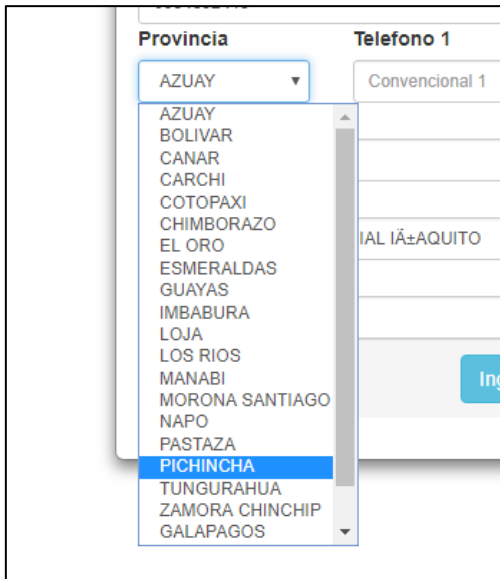 Provincia Telefono 1
AZUAY Convencional 1
AZUAY
BOLIVAR
CANAR
CARCHI
COTOPAXI
CHIMBORAZO
EL ORO IAL IÄ±AQUITO
ESMERALDAS
GUAYAS
IMBABURA
LOJA
LOS RIOS
MANABI
MORONA SANTIAGO
NAPO
PASTAZA
PICHINCHA
TUNGURAHUA
ZAMORA CHINCHIP
GALAPAGOS